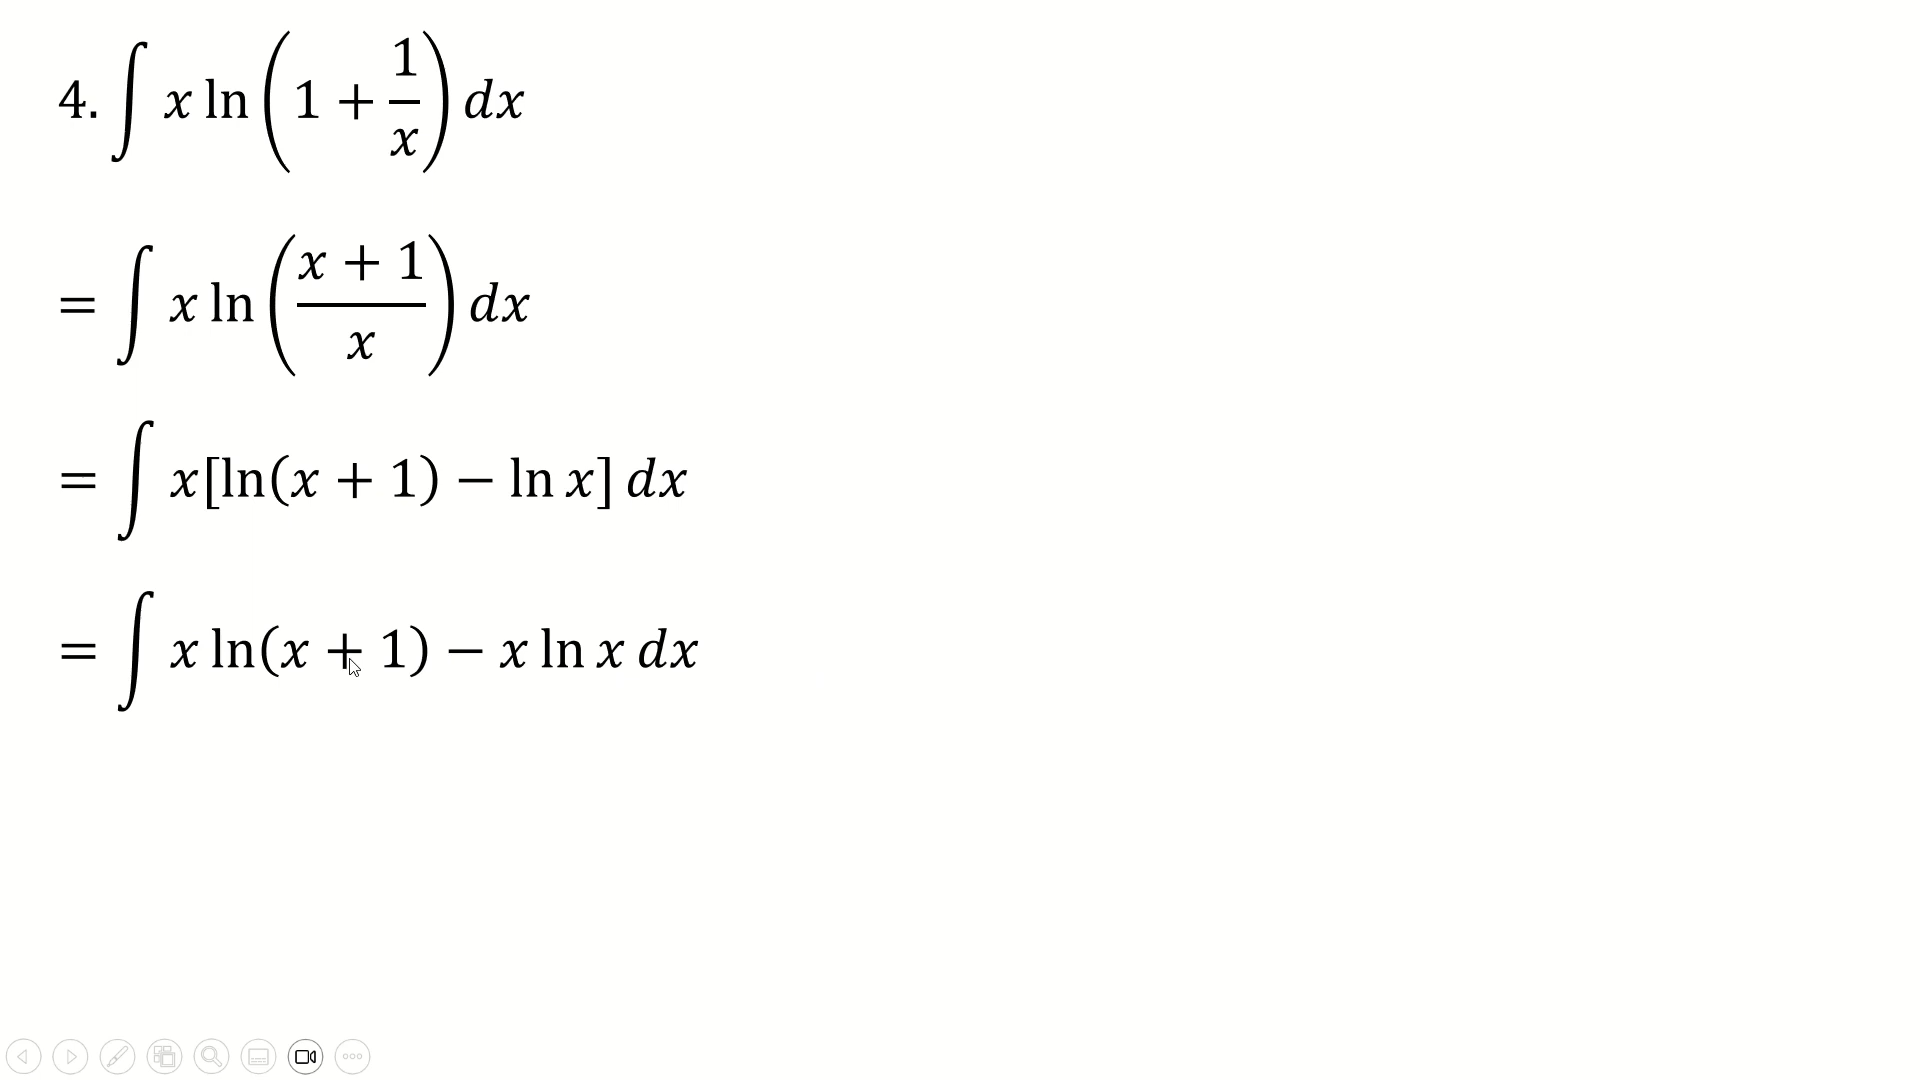 4. ∫ x ln(1 + 1/x) dx
= ∫ x ln((x + 1)/x) dx
= ∫ x[ln(x + 1) − ln x] dx
= ∫ x ln(x + 1) − x ln x dx